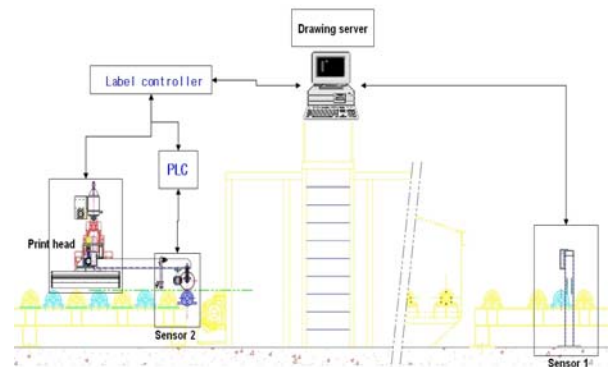 Drawing server
Label controller
PLC
Print head
Sensor 2
Sensor 1